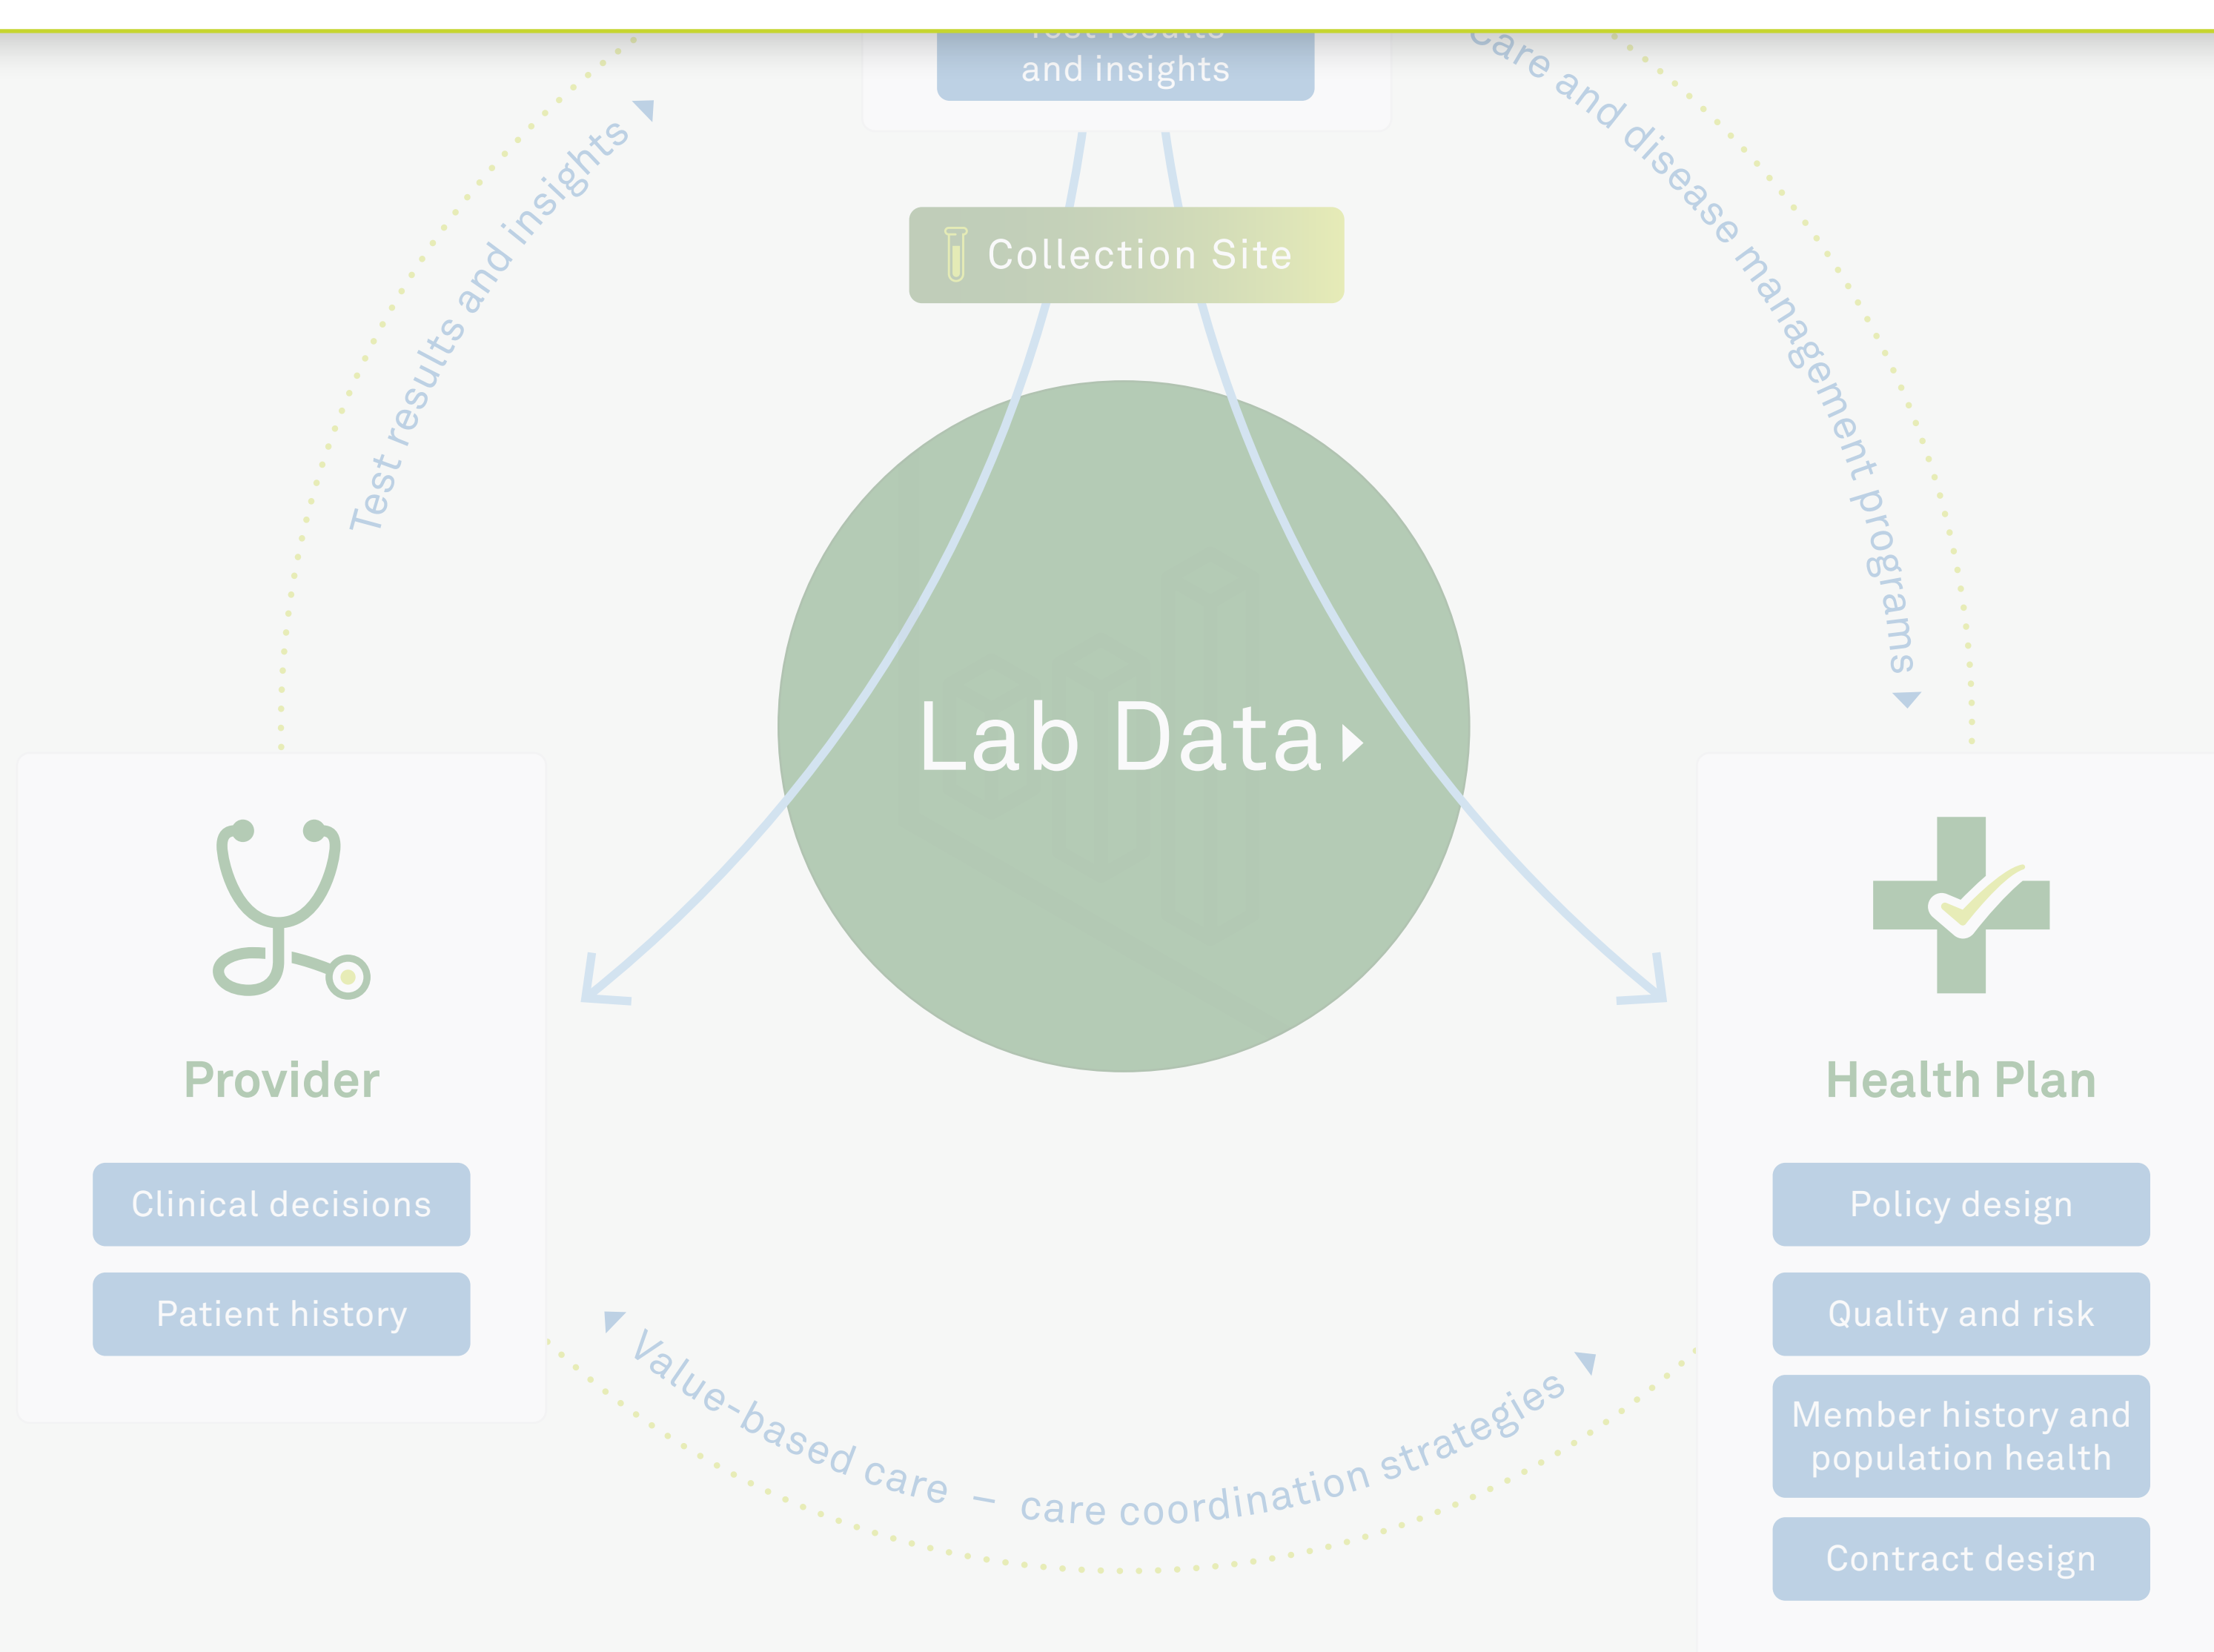 Test results
and insights
Collection Site
Test results and insights
Care and disease management programs
Lab Data
Provider
Clinical decisions
Patient history
Health Plan
Policy design
Quality and risk
Member history and
population health
Contract design
Value-based care – care coordination strategies